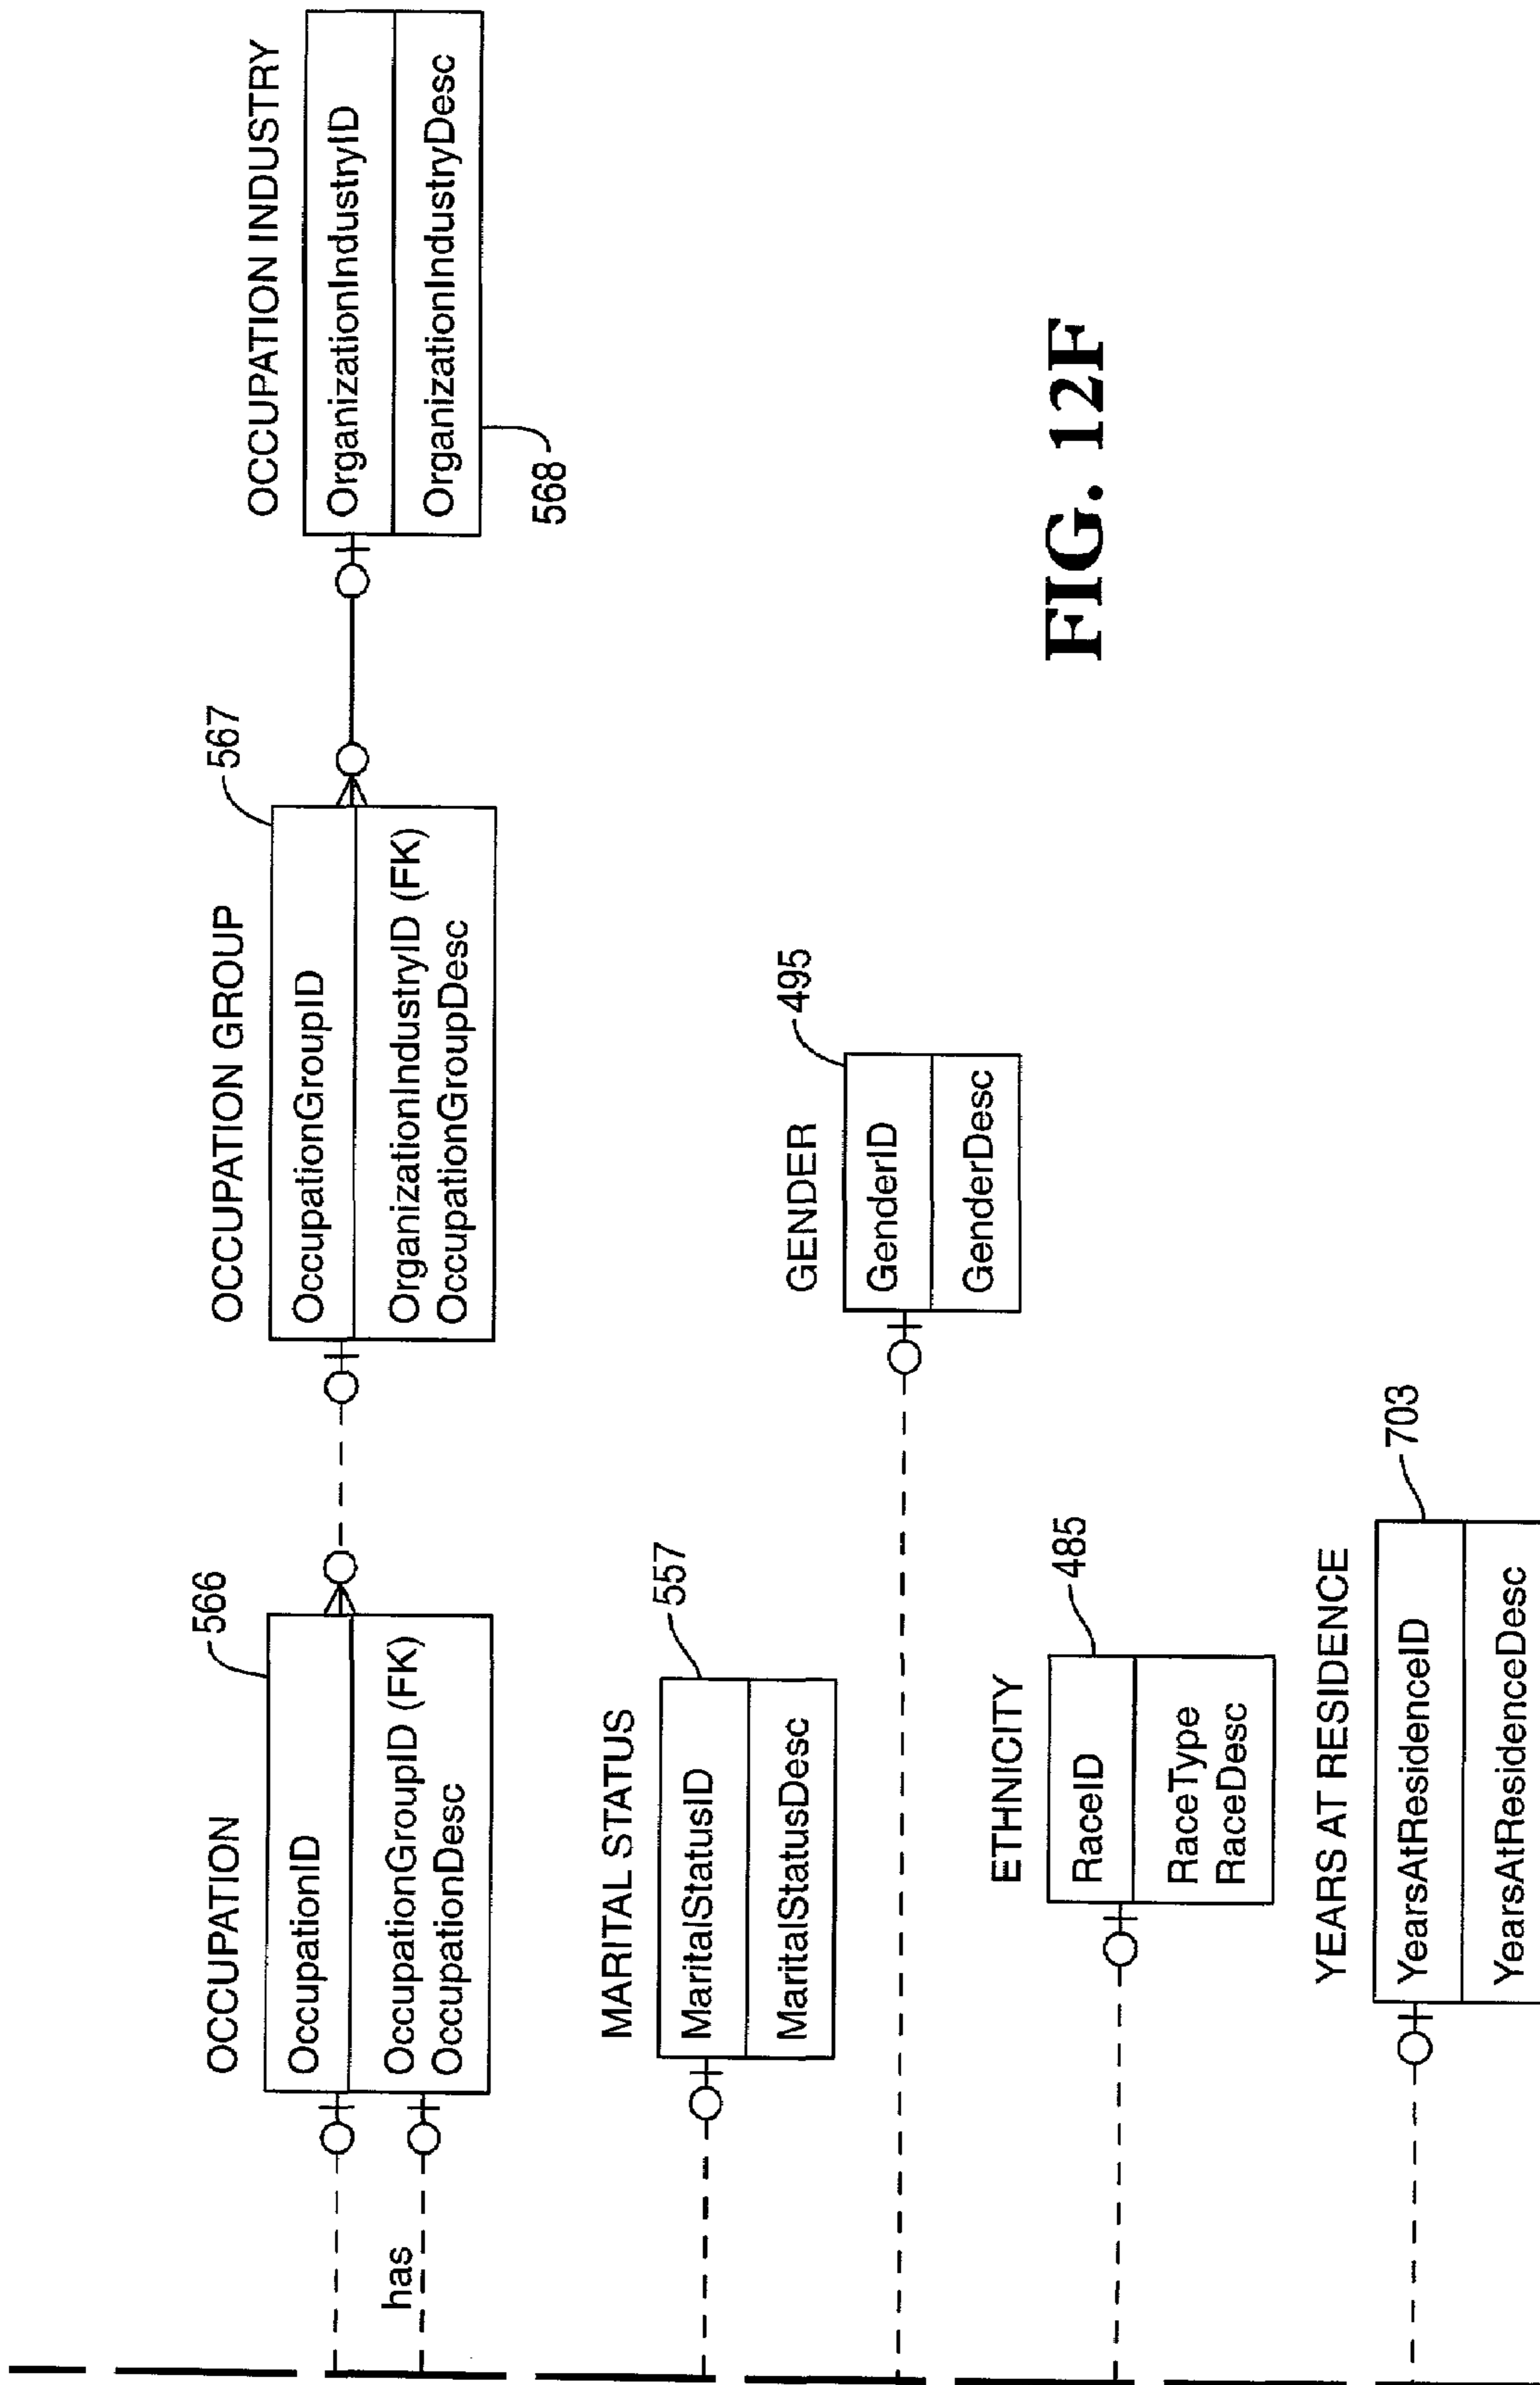 OCCUPATION INDUSTRY
OrganizationIndustryID
OrganizationIndustryDesc
568
567
OCCUPATION GROUP
OccupationGroupID
OrganizationIndustryID (FK)
OccupationGroupDesc
566
OCCUPATION
OccupationID
OccupationGroupID (FK)
OccupationDesc
has
557
MARITAL STATUS
MaritalStatusID
MaritalStatusDesc
495
GENDER
GenderID
GenderDesc
485
ETHNICITY
RaceID
RaceType
RaceDesc
703
YEARS AT RESIDENCE
YearsAtResidenceID
YearsAtResidenceDesc
FIG. 12F